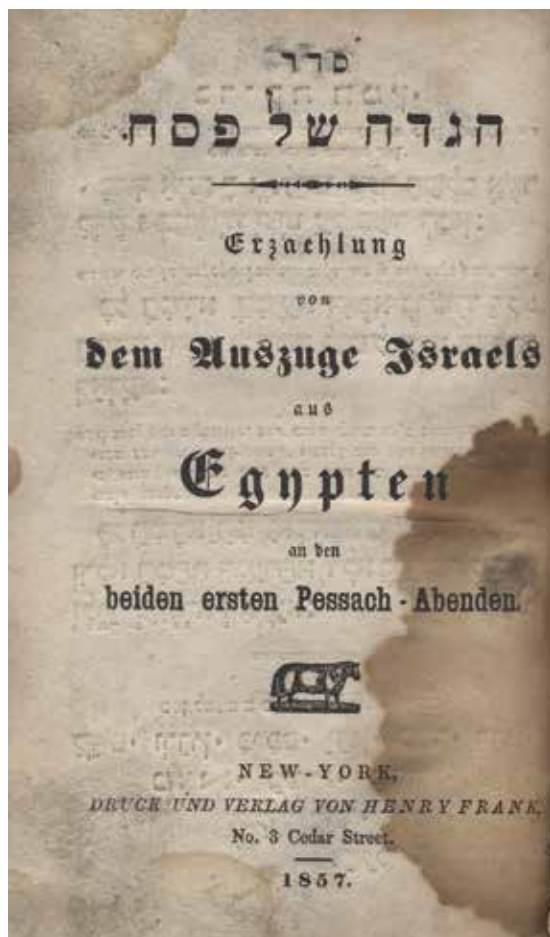 סדר
הגדה של פסח.
Erzaehlung
von
dem Auszuge Israels
aus
Egypten
an den
beiden ersten Pessach-Abenden.
NEW-YORK,
DRUCK UND VERLAG VON HENRY FRANK,
No. 3 Cedar Street.
1857.